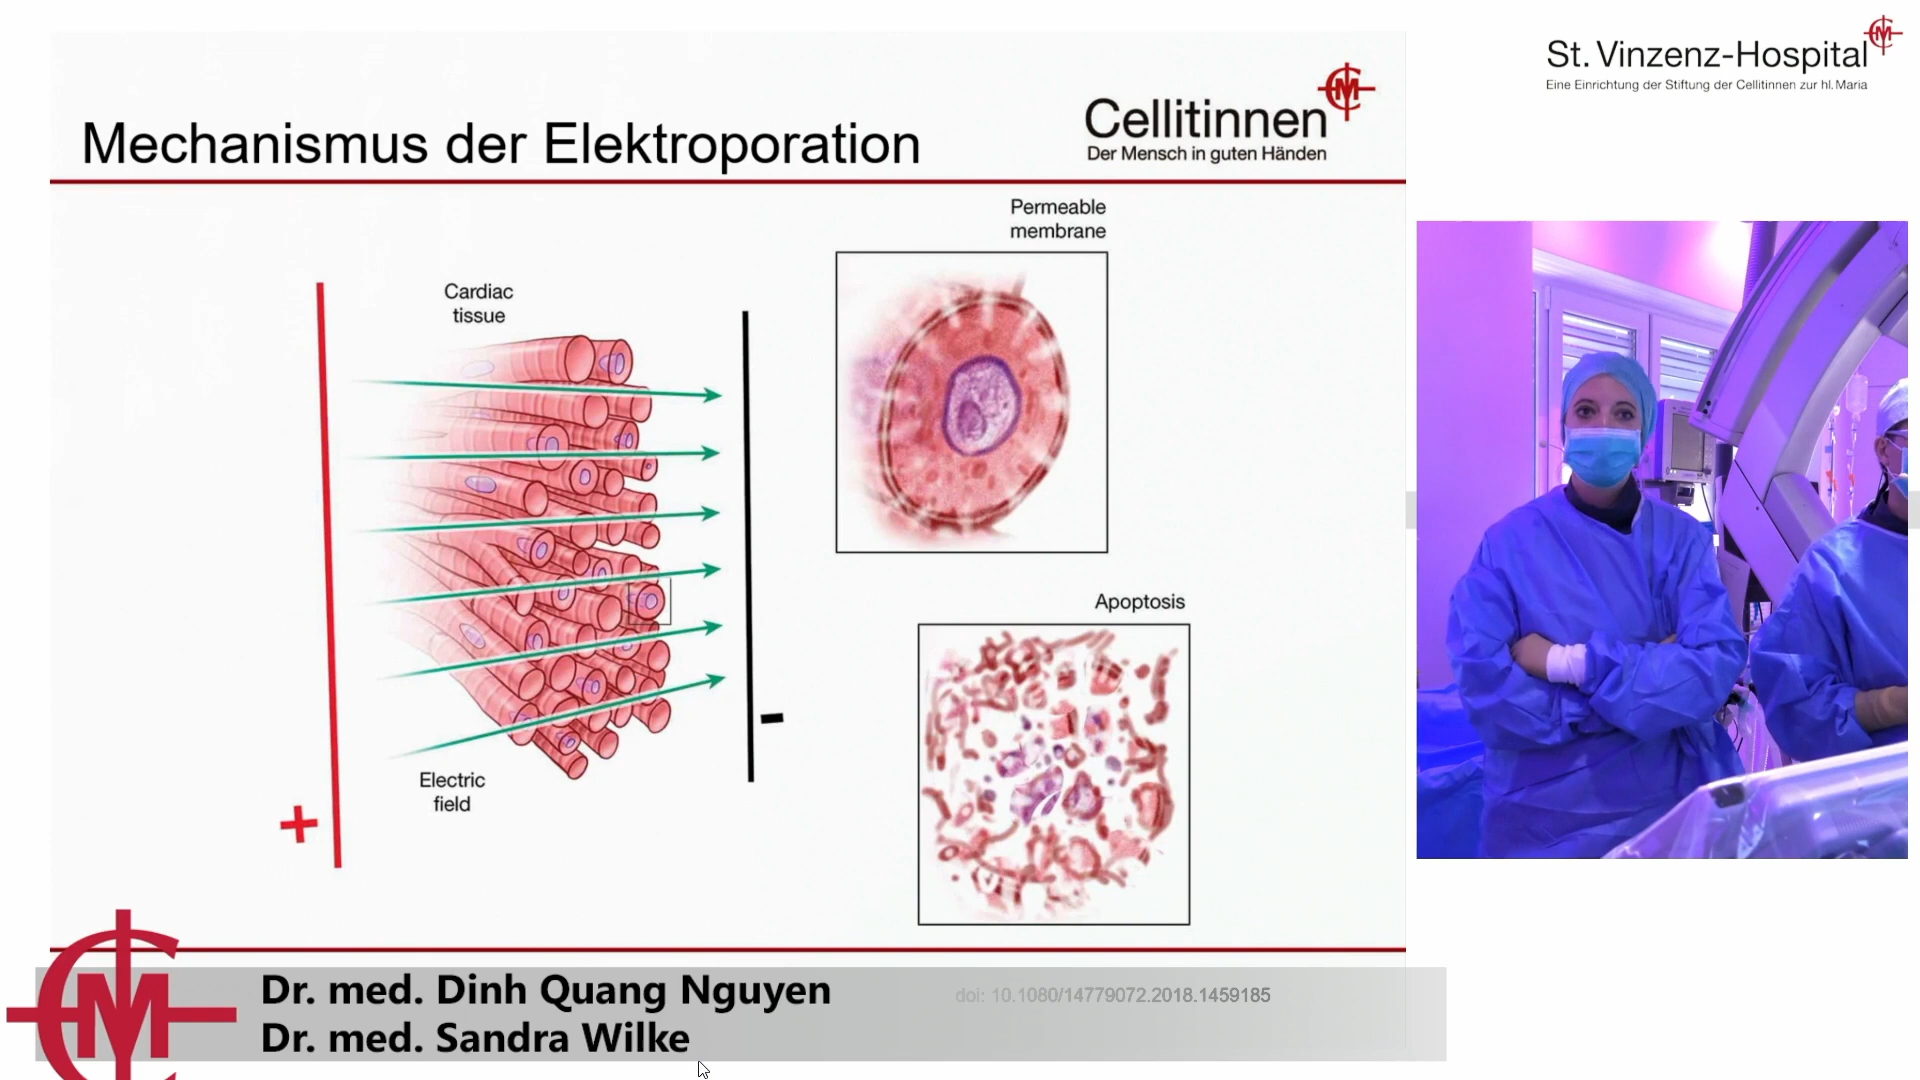 Mechanismus der Elektroporation
Cellitinnen
Der Mensch in guten Händen
St. Vinzenz-Hospital
Eine Einrichtung der Stiftung der Cellitinnen zur hl. Maria
Permeable
membrane
Cardiac
tissue
Apoptosis
Electric
field
+
-
Dr. med. Dinh Quang Nguyen
Dr. med. Sandra Wilke
doi: 10.1080/14779072.2018.1459185